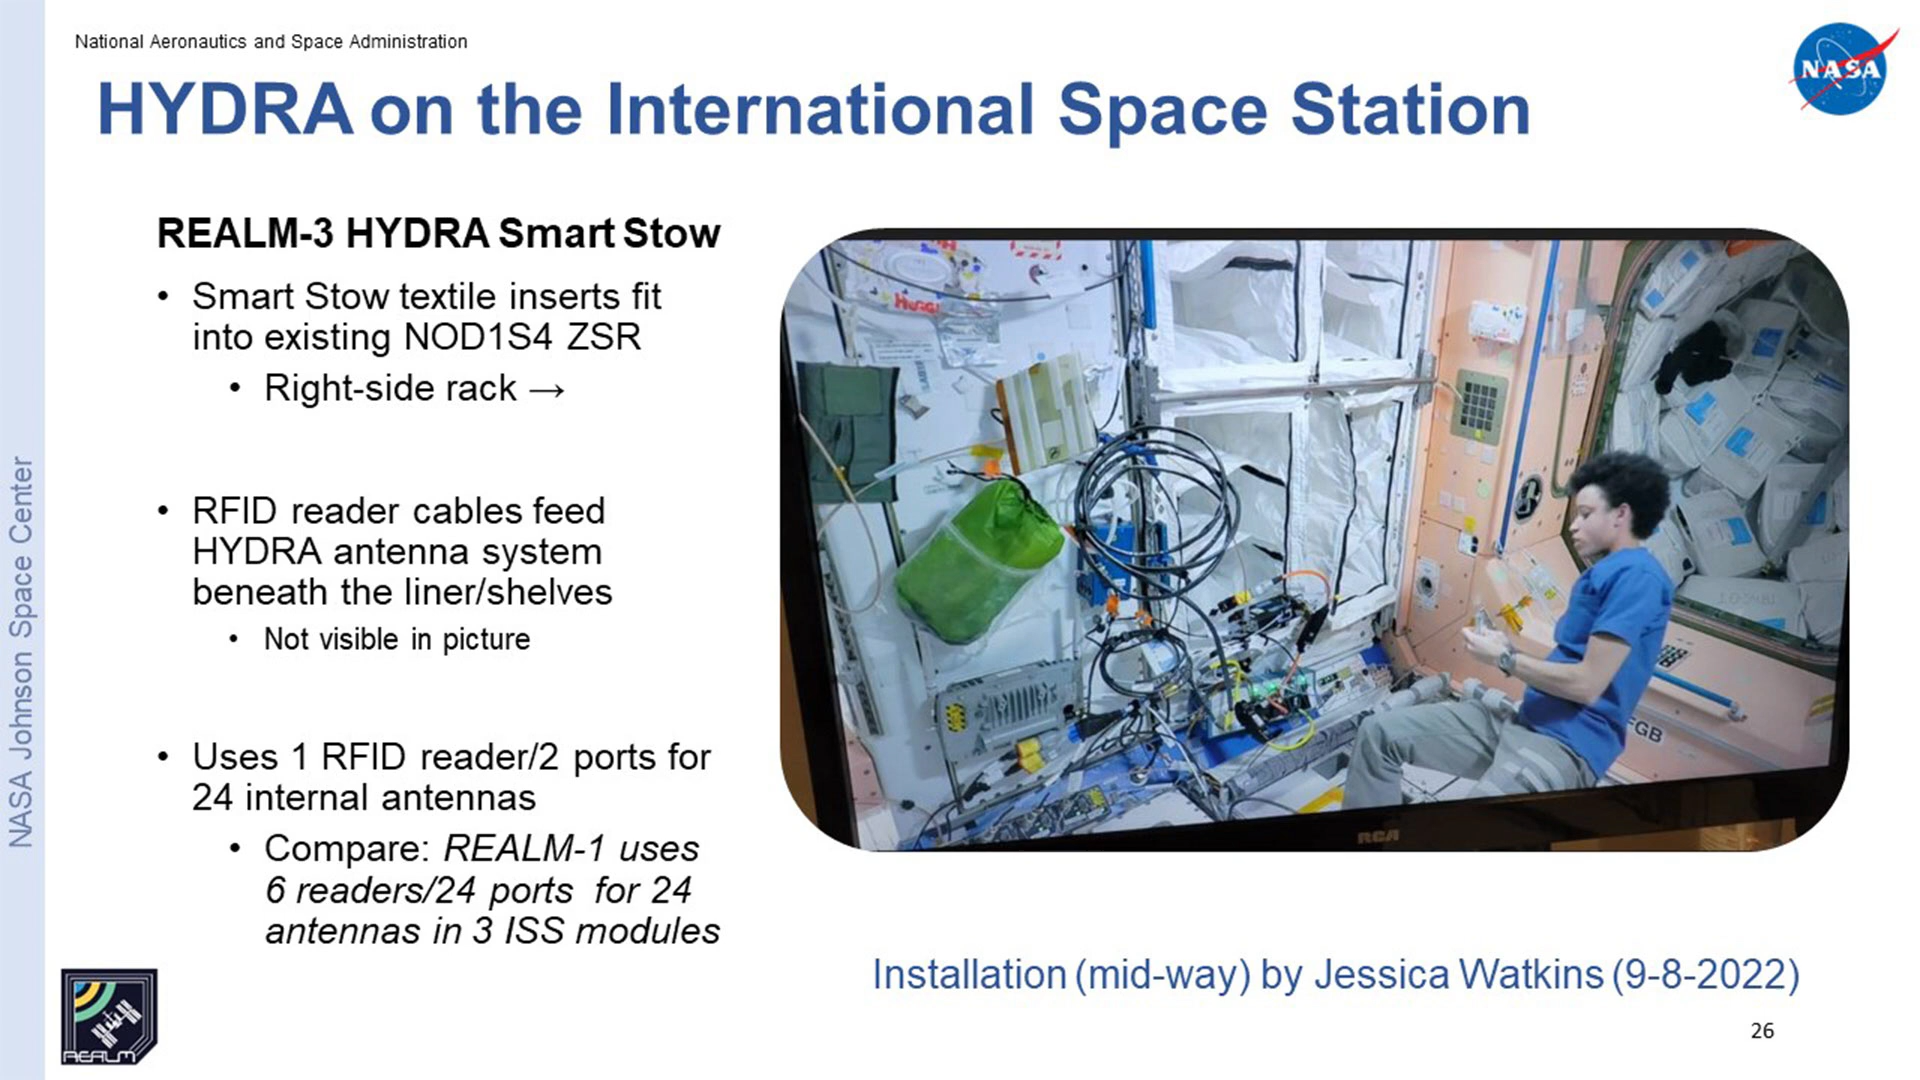 National Aeronautics and Space Administration
NASA
HYDRA on the International Space Station
REALM-3 HYDRA Smart Stow
• Smart Stow textile inserts fit
into existing NOD1S4 ZSR
• Right-side rack →
• RFID reader cables feed
HYDRA antenna system
beneath the liner/shelves
• Not visible in picture
• Uses 1 RFID reader/2 ports for
24 internal antennas
• Compare: REALM-1 uses
6 readers/24 ports for 24
antennas in 3 ISS modules
NASA Johnson Space Center
FGB
RCA
Installation (mid-way) by Jessica Watkins (9-8-2022)
REALM
26